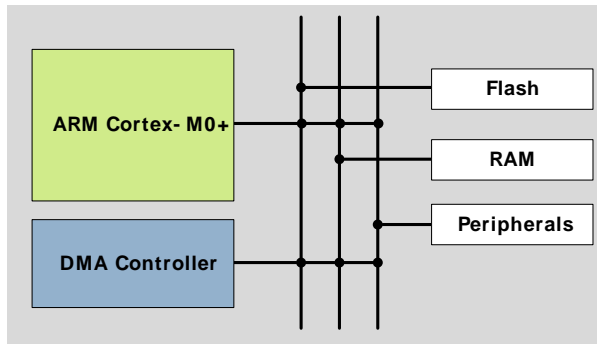 ARM Cortex- M0+
Flash
RAM
Peripherals
DMA Controller